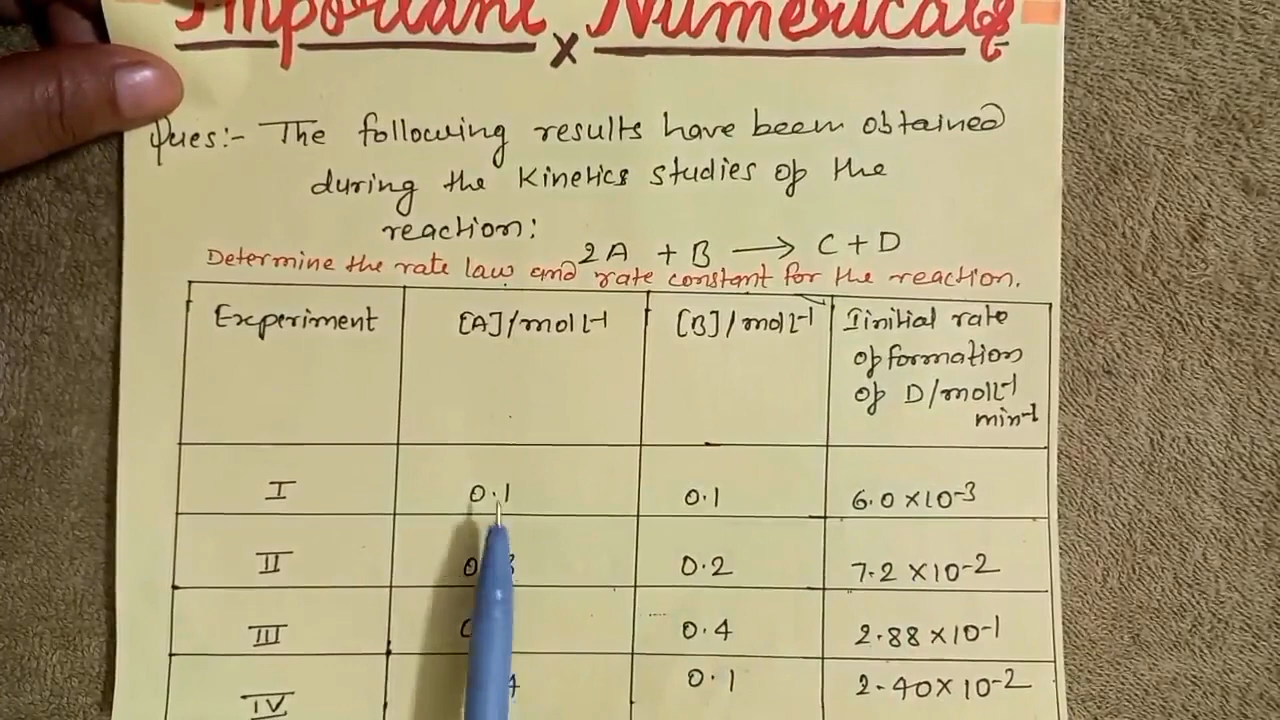 Important Numericals
x
Ques:- The following results have been obtained
during the Kinetics studies of the
reaction:
2A + B ⟶ C + D
Determine the rate law and rate constant for the reaction.
Experiment [A]/mol L-1 [B]/mol L-1 Iinitial rate
of formation
of D/mol L-1
min-1
I 0.1 0.1 6.0 × 10-3
II 0.2 7.2 × 10-2
III 0.4 2.88 × 10-1
IV 0.1 2.40 × 10-2